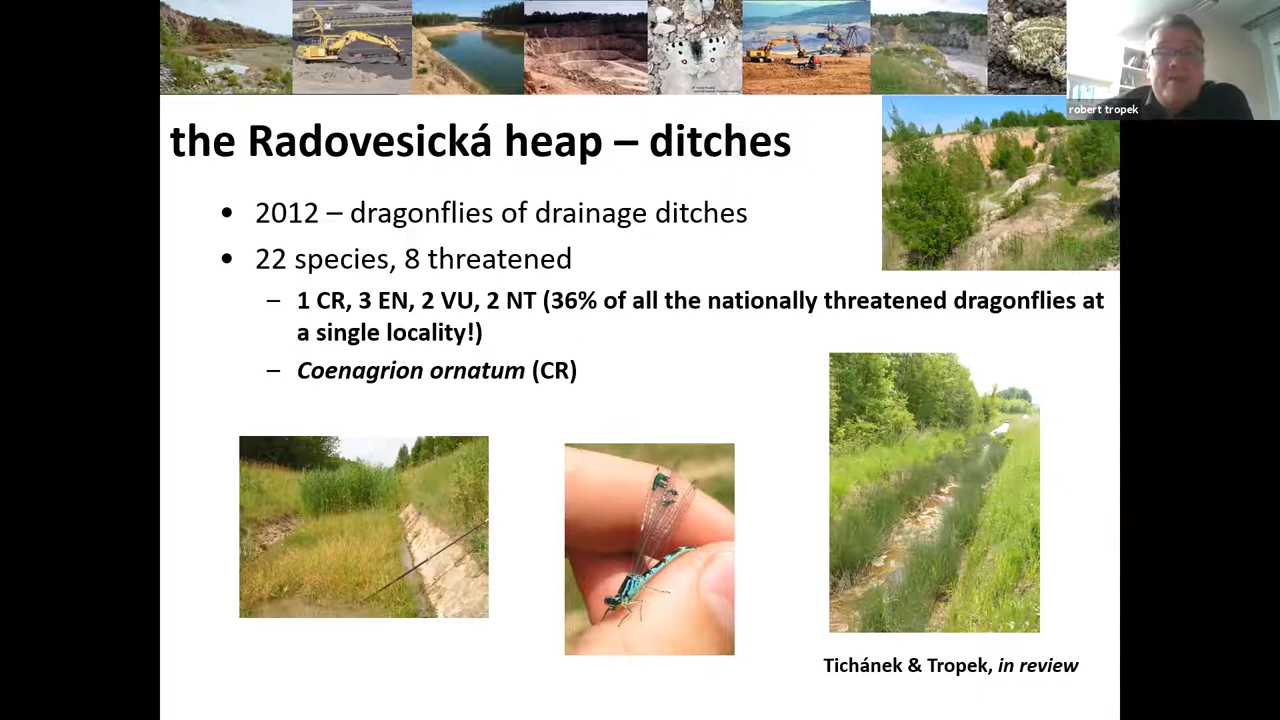 robert tropek
the Radovesická heap – ditches
• 2012 – dragonflies of drainage ditches
• 22 species, 8 threatened
– 1 CR, 3 EN, 2 VU, 2 NT (36% of all the nationally threatened dragonflies at
a single locality!)
– Coenagrion ornatum (CR)
Tichánek & Tropek, in review